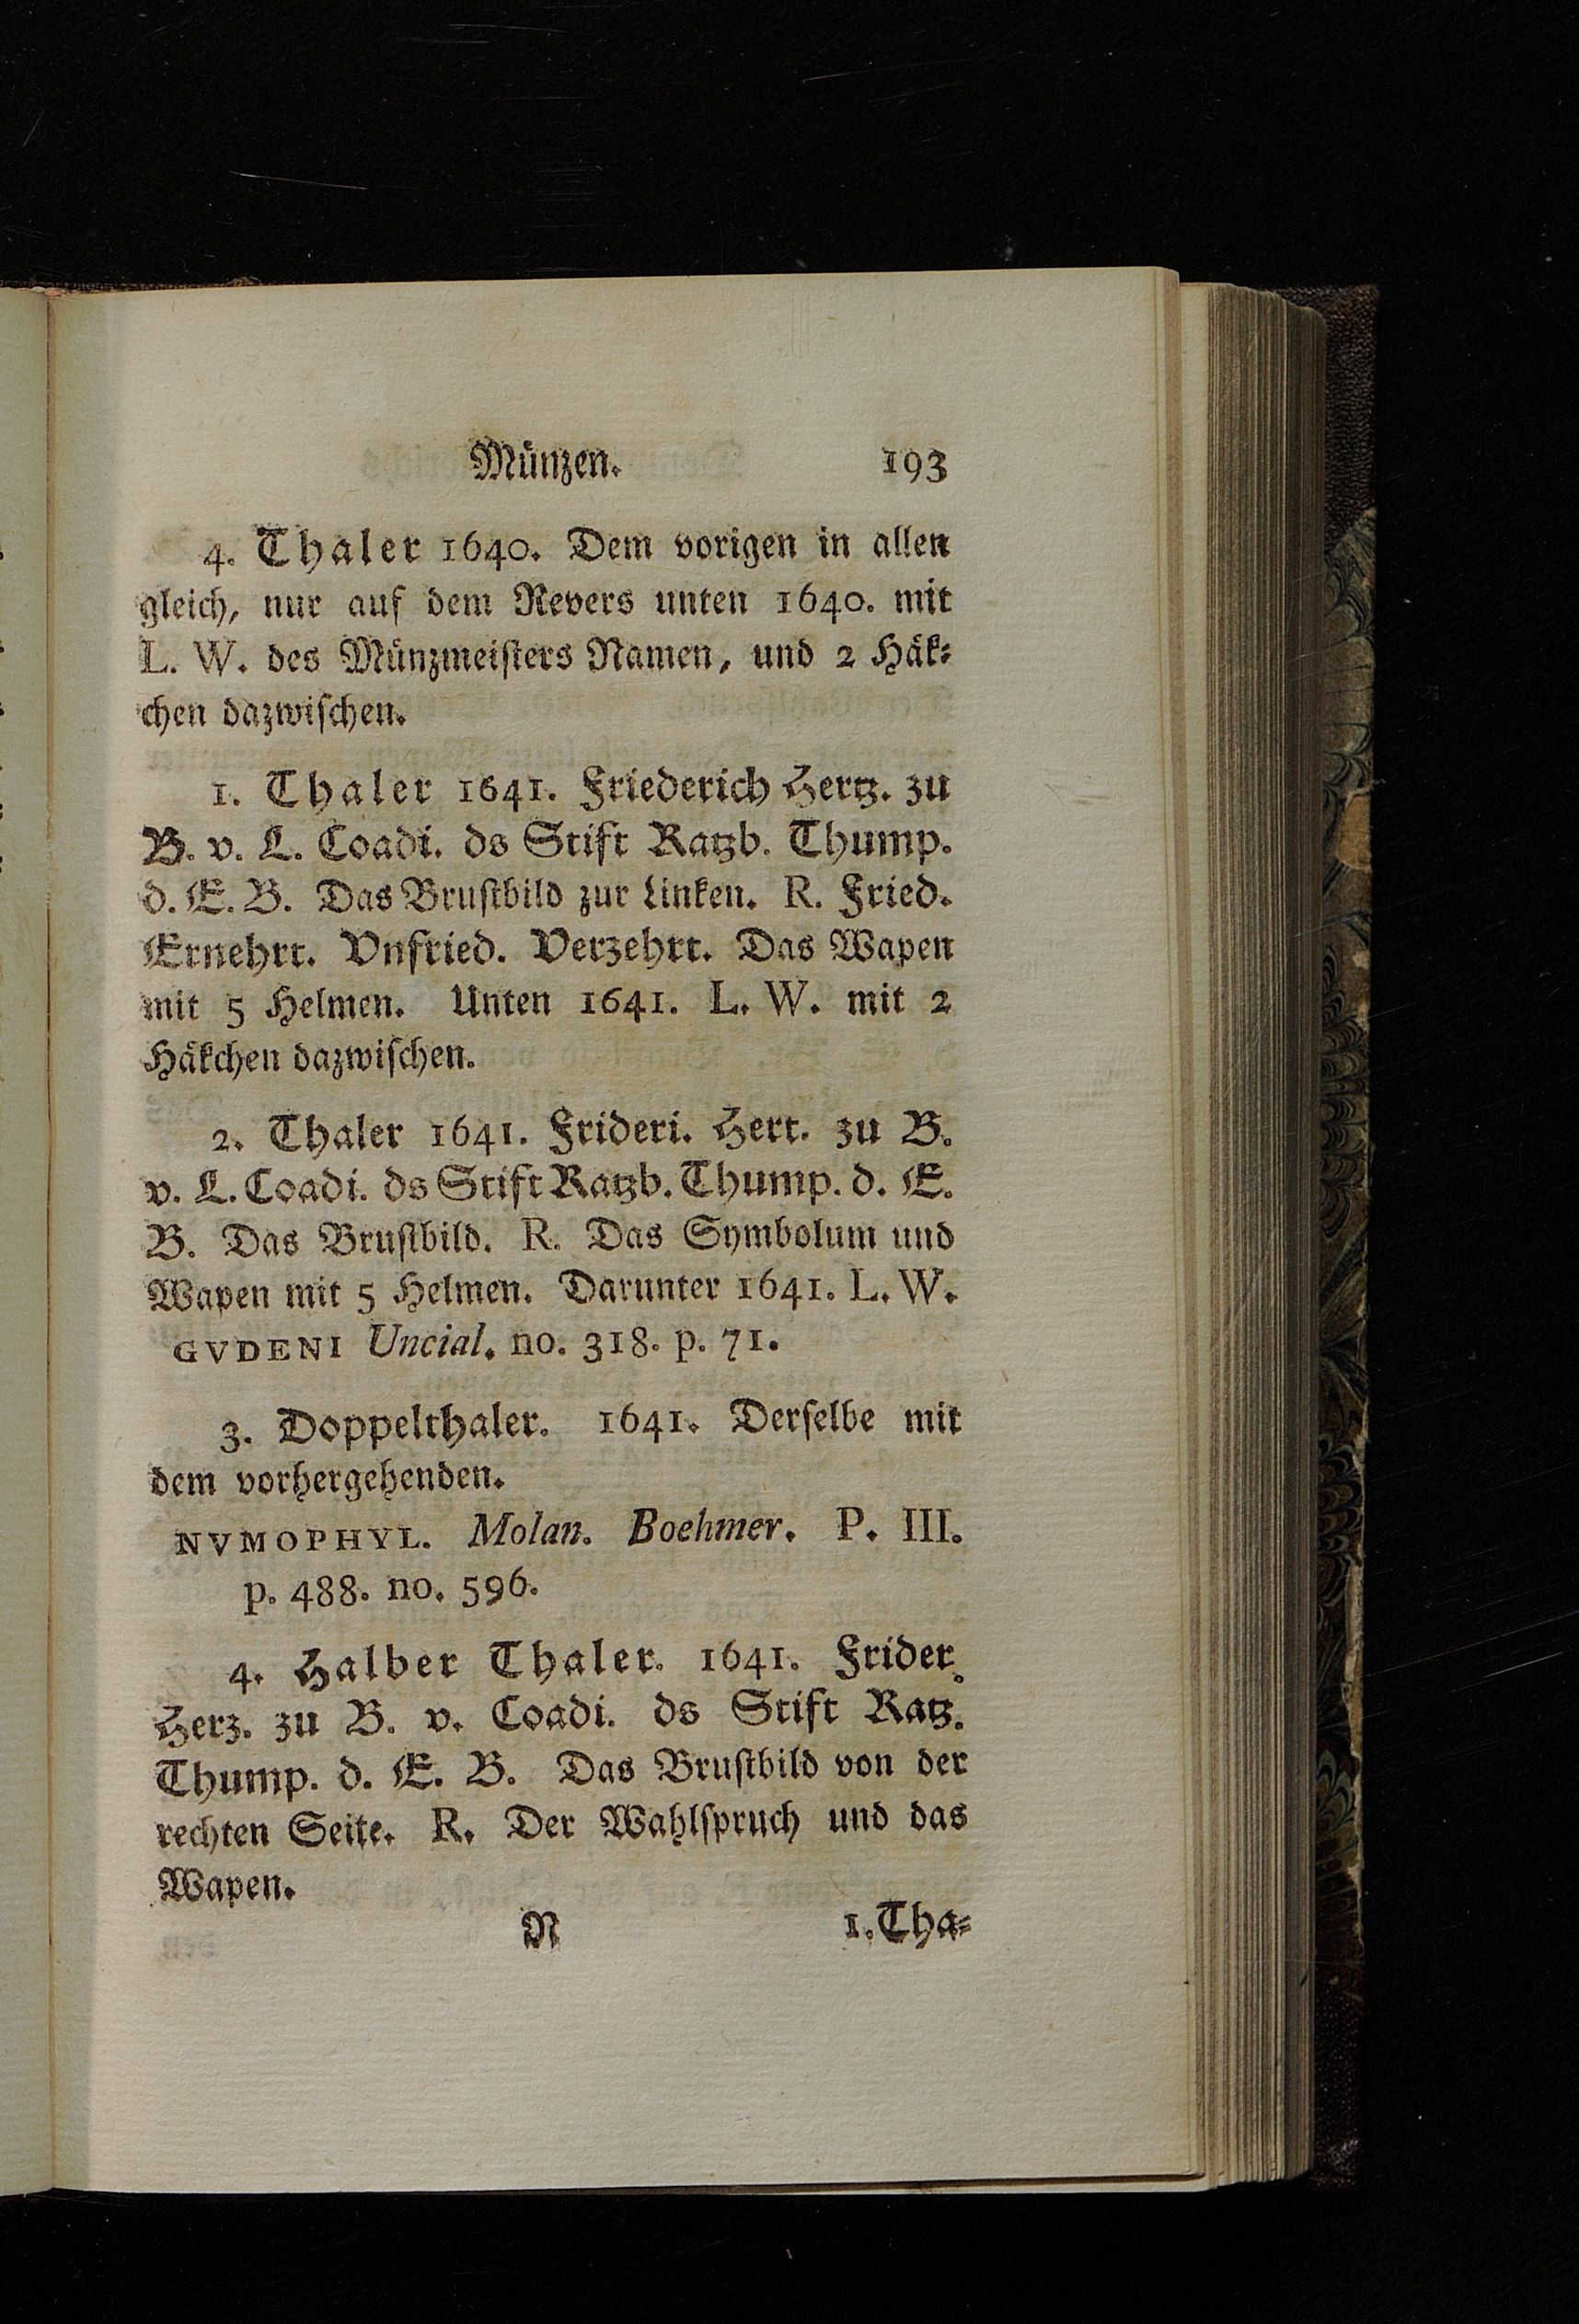 Münzen. 193
4. Thaler 1640. Dem vorigen in allen
gleich, nur auf dem Revers unten 1640. mit
L. W. des Münzmeiſters Namen, und 2 Häk⸗
chen dazwiſchen.
1. Thaler 1641. Friederich Hertz. zu
B. v. L. Coadi. ds Stift Ratzb. Thump.
d. E. B. Das Bruſtbild zur Linken. R. Fried.
Ernehrt. Vnfried. Verzehrt. Das Wapen
mit 5 Helmen. Unten 1641. L. W. mit 2
Häkchen dazwiſchen.
2. Thaler 1641. Frideri. Hert. zu B.
v. L. Coadi. ds Stift Ratzb. Thump. d. E.
B. Das Bruſtbild. R. Das Symbolum und
Wapen mit 5 Helmen. Darunter 1641. L. W.
GVDENI Uncial. no. 318. p. 71.
3. Doppelthaler. 1641. Derſelbe mit
dem vorhergehenden.
NVMOPHYL. Molan. Boehmer. P. III.
p. 488. no. 596.
4. Halber Thaler. 1641. Frider.
Herz. zu B. v. Coadi. ds Stift Ratz.
Thump. d. E. B. Das Bruſtbild von der
rechten Seite. R. Der Wahlſpruch und das
Wapen.
N 1. Tha⸗